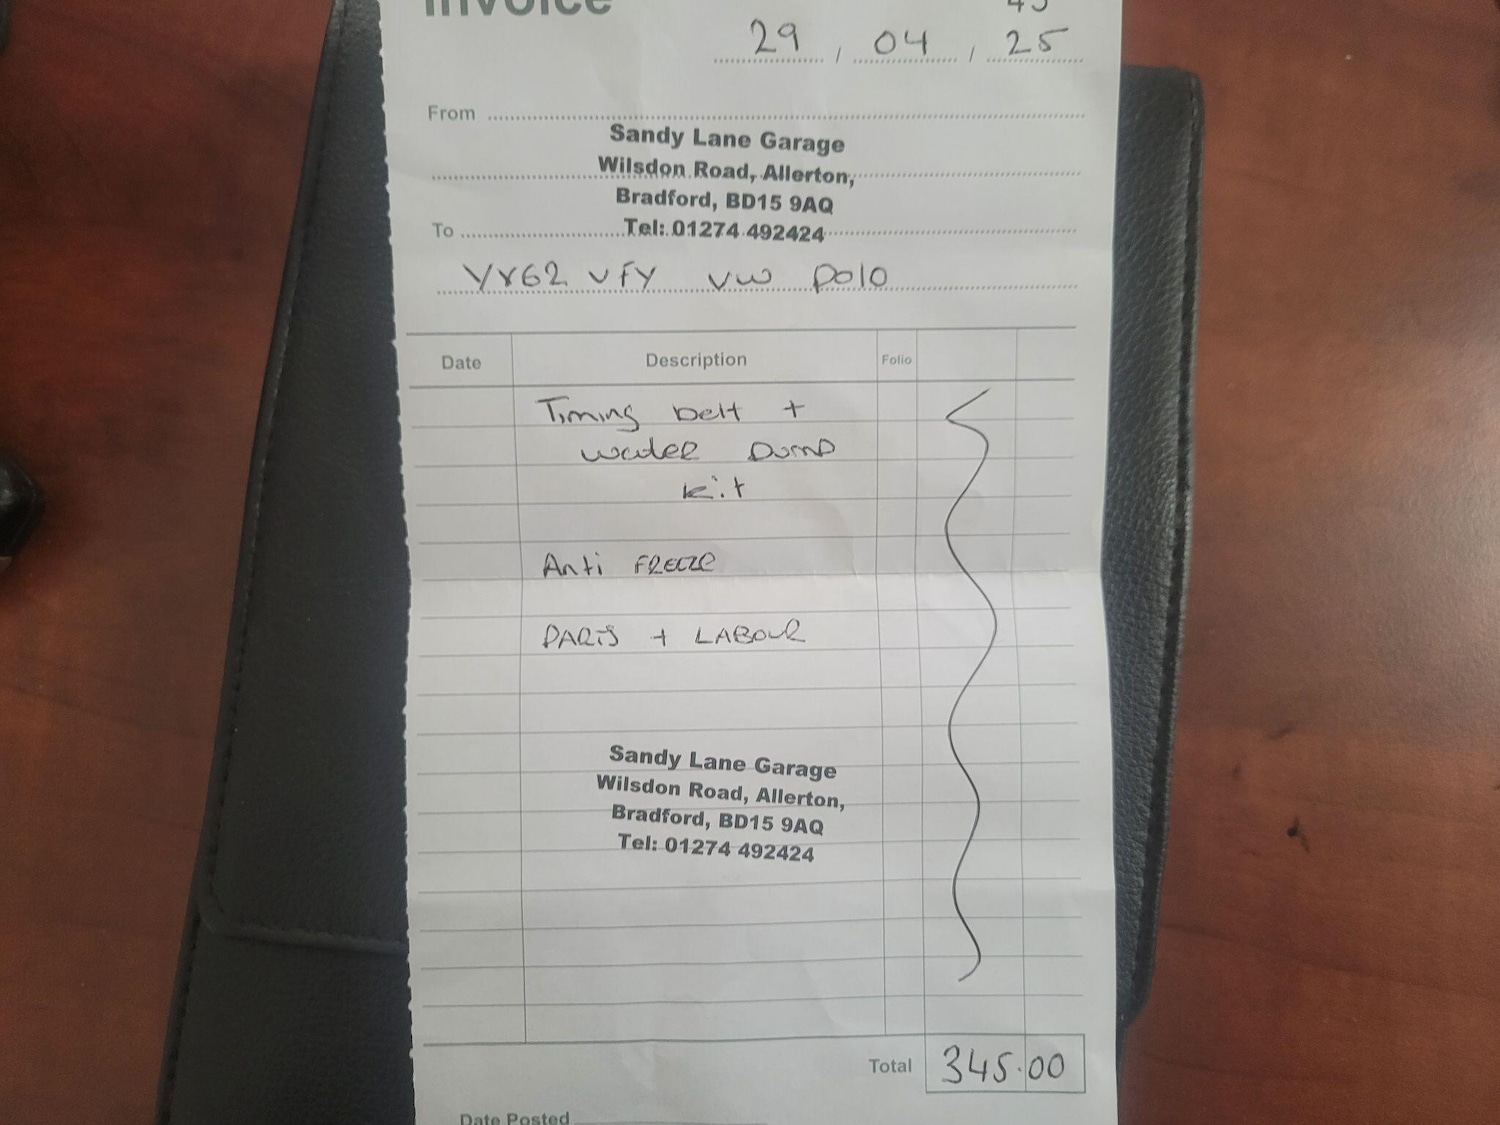 Invoice
29 , 04 , 25
From
Sandy Lane Garage
Wilsdon Road, Allerton,
Bradford, BD15 9AQ
To Tel: 01274 492424
YX62 VFY VW POLO
Date Description Folio
Timing belt +
water pump
kit
Anti FREEZE
PARTS + LABOUR
Sandy Lane Garage
Wilsdon Road, Allerton,
Bradford, BD15 9AQ
Tel: 01274 492424
Total 345.00
Date Posted